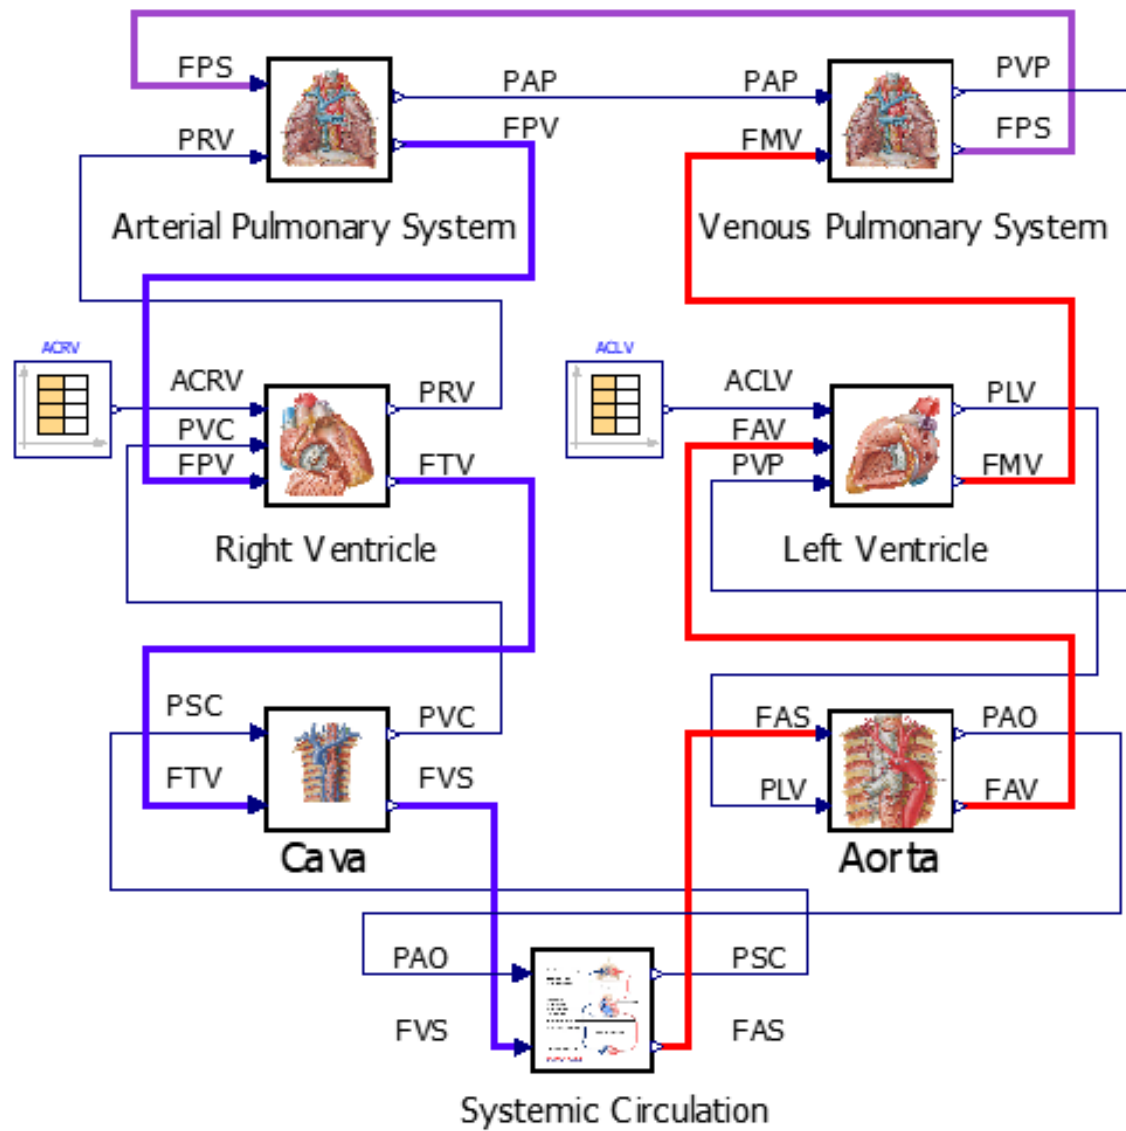 FPS
PAP
PAP
PVP
PRV
FPV
FMV
FPS
Arterial Pulmonary System
Venous Pulmonary System
ACRV
ACLV
ACRV
PRV
ACLV
PLV
PVC
FAV
FPV
FTV
PVP
FMV
Right Ventricle
Left Ventricle
PSC
PVC
FAS
PAO
FTV
FVS
PLV
FAV
Cava
Aorta
PAO
PSC
FVS
FAS
Systemic Circulation